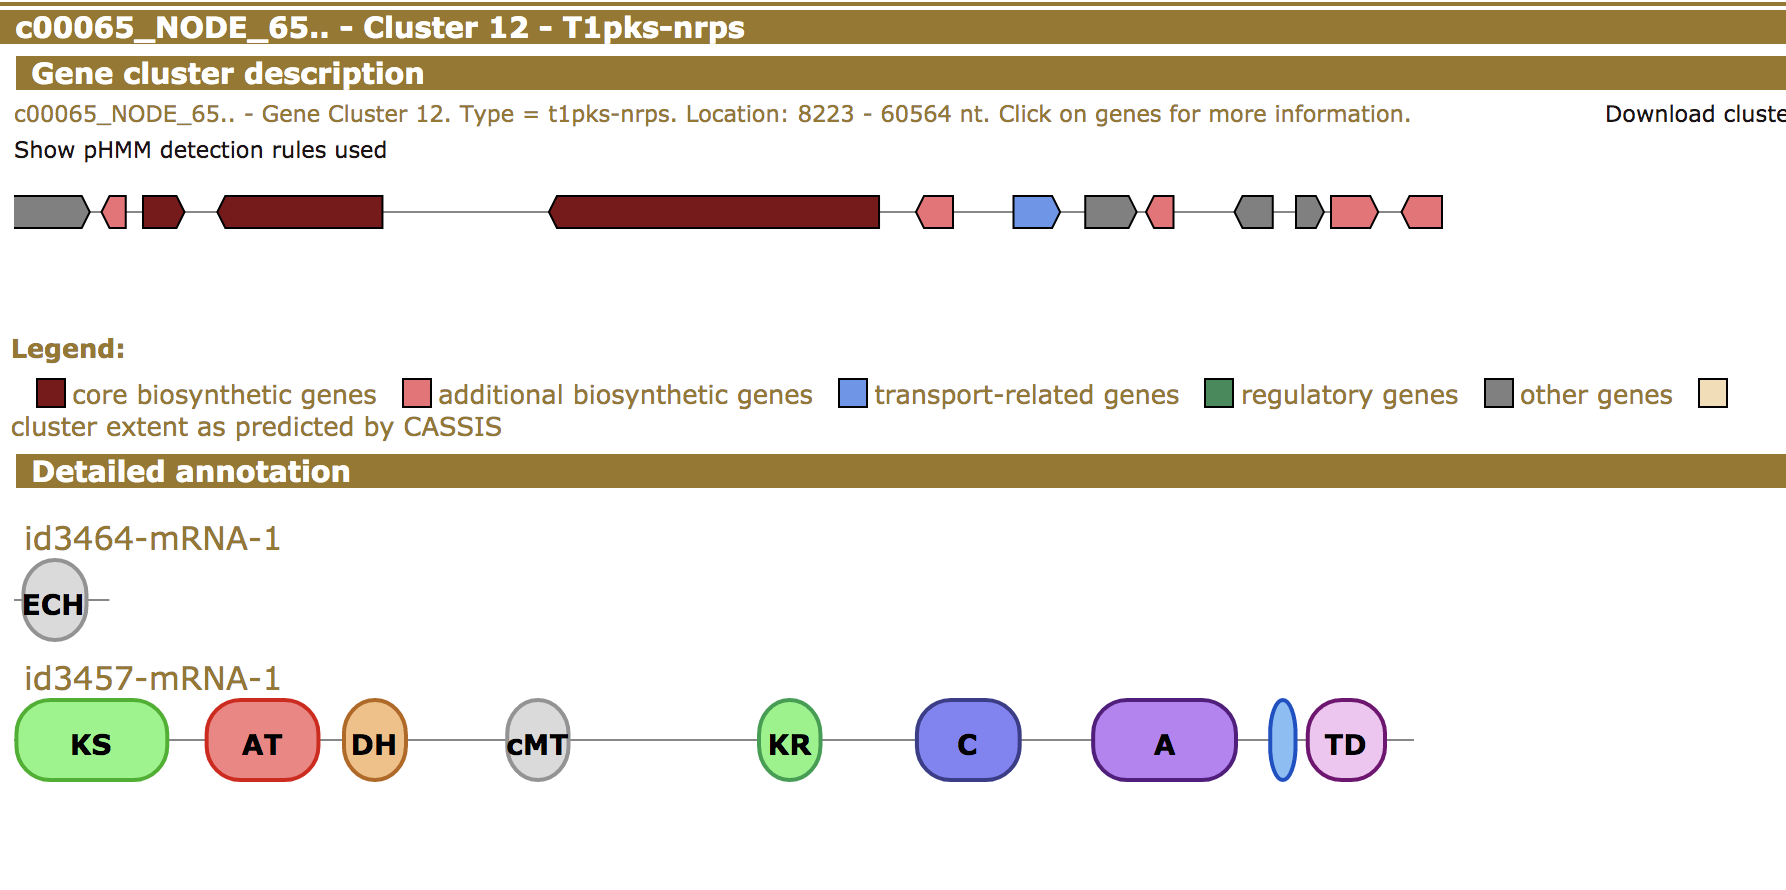 c00065_NODE_65.. - Cluster 12 - T1pks-nrps
Gene cluster description
c00065_NODE_65.. - Gene Cluster 12. Type = t1pks-nrps. Location: 8223 - 60564 nt. Click on genes for more information. Download cluste
Show pHMM detection rules used
Legend:
core biosynthetic genes additional biosynthetic genes transport-related genes regulatory genes other genes
cluster extent as predicted by CASSIS
Detailed annotation
id3464-mRNA-1
ECH
id3457-mRNA-1
KS AT DH cMT KR C A TD